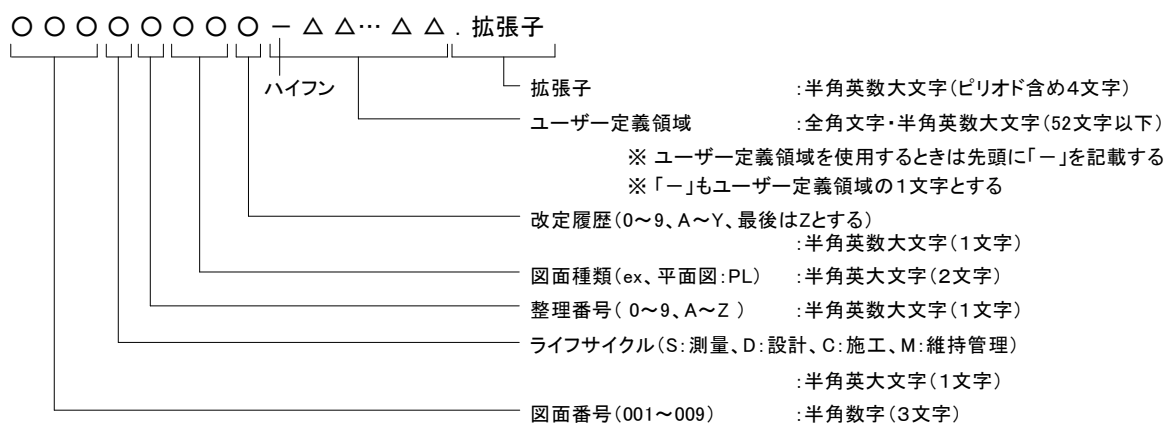 ○○○○○○○○－△△…△△．拡張子
ハイフン
拡張子　：半角英数大文字（ピリオド含め4文字）
ユーザー定義領域　：全角文字・半角英数大文字（52文字以下）
※ ユーザー定義領域を使用するときは先頭に「－」を記載する
※ 「－」もユーザー定義領域の1文字とする
改定履歴（0～9、A～Y、最後はZとする）
：半角英数大文字（1文字）
図面種類（ex、平面図：PL）　：半角英大文字（2文字）
整理番号（ 0～9、A～Z ）　：半角英数大文字（1文字）
ライフサイクル（S：測量、D：設計、C：施工、M：維持管理）
：半角英大文字（1文字）
図面番号（001～009）　：半角数字（3文字）